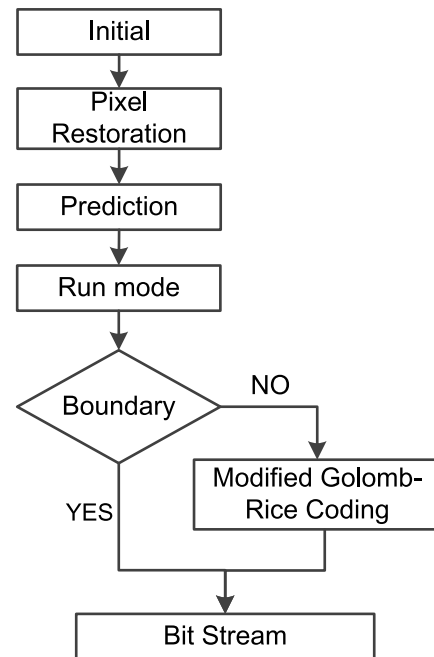 Initial
Pixel
Restoration
Prediction
Run mode
Boundary
NO
Modified Golomb-
Rice Coding
YES
Bit Stream